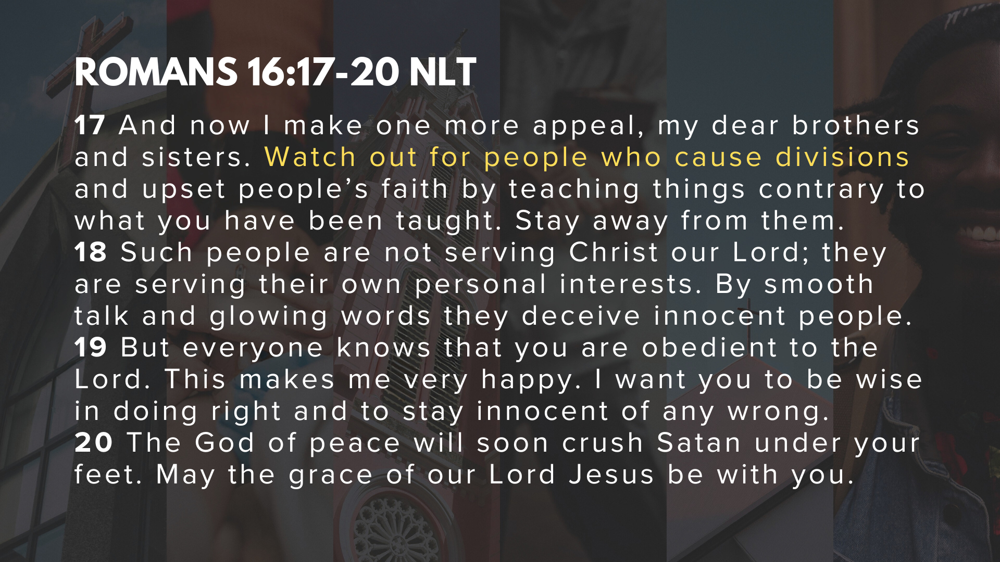 ROMANS 16:17-20 NLT
17 And now I make one more appeal, my dear brothers
and sisters. Watch out for people who cause divisions
and upset people’s faith by teaching things contrary to
what you have been taught. Stay away from them.
18 Such people are not serving Christ our Lord; they
are serving their own personal interests. By smooth
talk and glowing words they deceive innocent people.
19 But everyone knows that you are obedient to the
Lord. This makes me very happy. I want you to be wise
in doing right and to stay innocent of any wrong.
20 The God of peace will soon crush Satan under your
feet. May the grace of our Lord Jesus be with you.